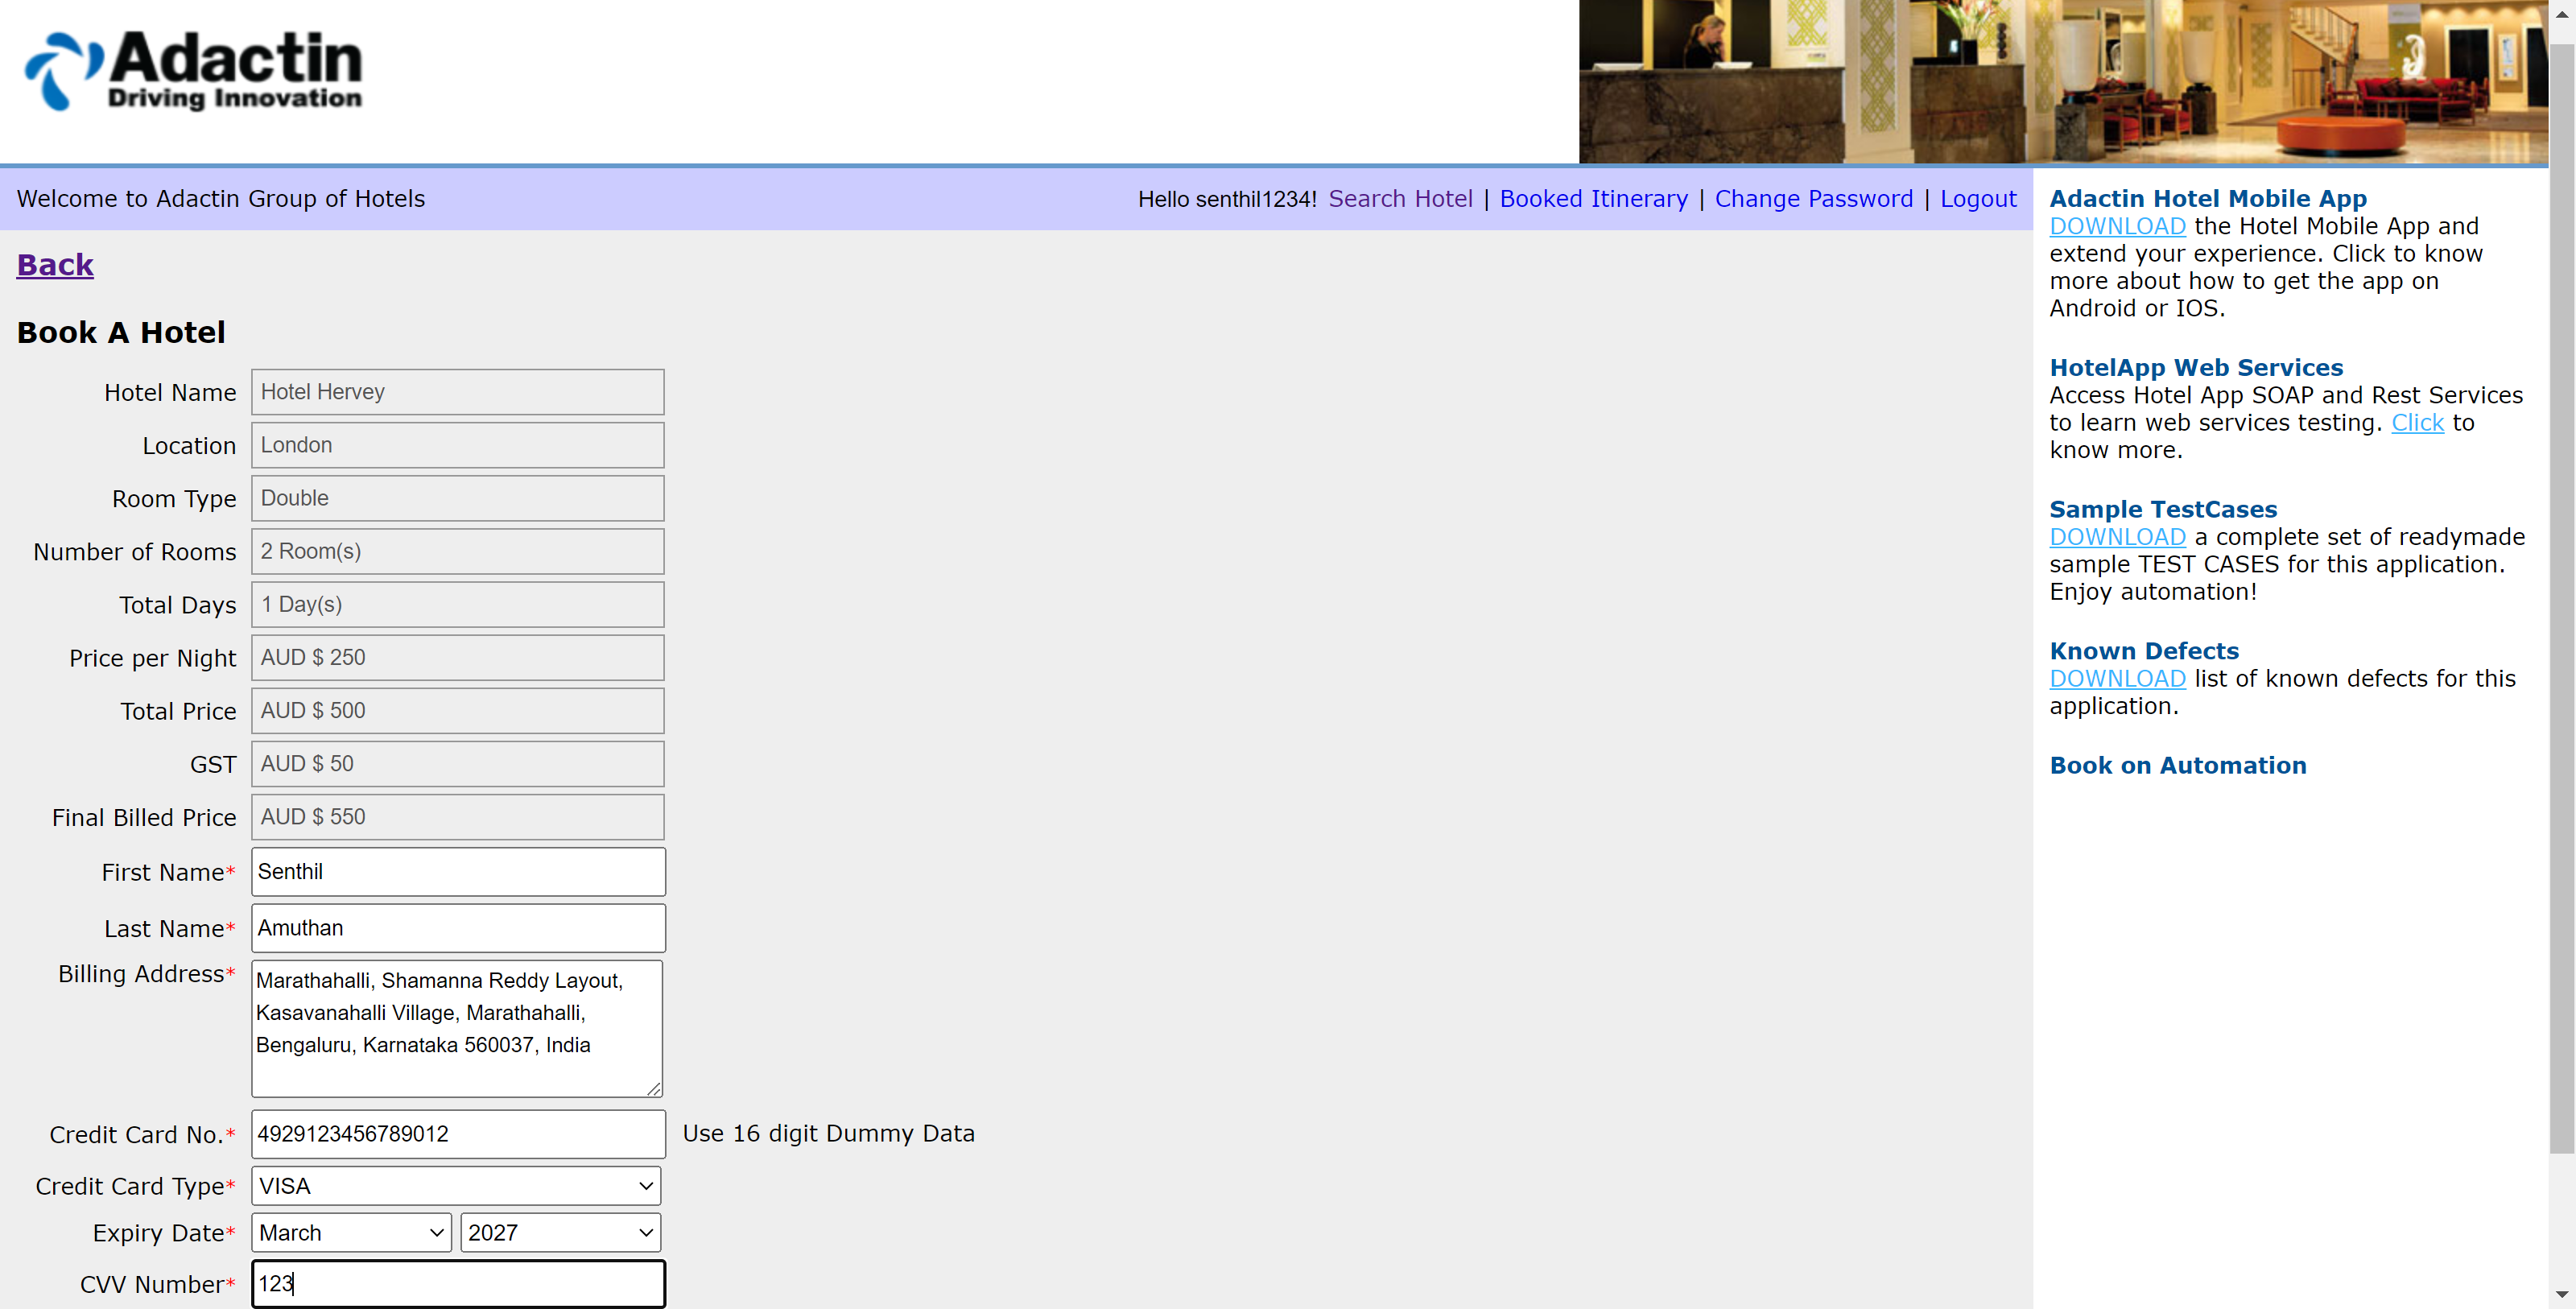 Adactin
Driving Innovation
Welcome to Adactin Group of Hotels
Hello senthil1234! Search Hotel | Booked Itinerary | Change Password | Logout
Back
Book A Hotel
Hotel Name Hotel Hervey
Location London
Room Type Double
Number of Rooms 2 Room(s)
Total Days 1 Day(s)
Price per Night AUD $ 250
Total Price AUD $ 500
GST AUD $ 50
Final Billed Price AUD $ 550
First Name* Senthil
Last Name* Amuthan
Billing Address* Marathahalli, Shamanna Reddy Layout,
Kasavanahalli Village, Marathahalli,
Bengaluru, Karnataka 560037, India
Credit Card No.* 4929123456789012 Use 16 digit Dummy Data
Credit Card Type* VISA
Expiry Date* March 2027
CVV Number* 123
Adactin Hotel Mobile App
DOWNLOAD the Hotel Mobile App and
extend your experience. Click to know
more about how to get the app on
Android or IOS.
HotelApp Web Services
Access Hotel App SOAP and Rest Services
to learn web services testing. Click to
know more.
Sample TestCases
DOWNLOAD a complete set of readymade
sample TEST CASES for this application.
Enjoy automation!
Known Defects
DOWNLOAD list of known defects for this
application.
Book on Automation